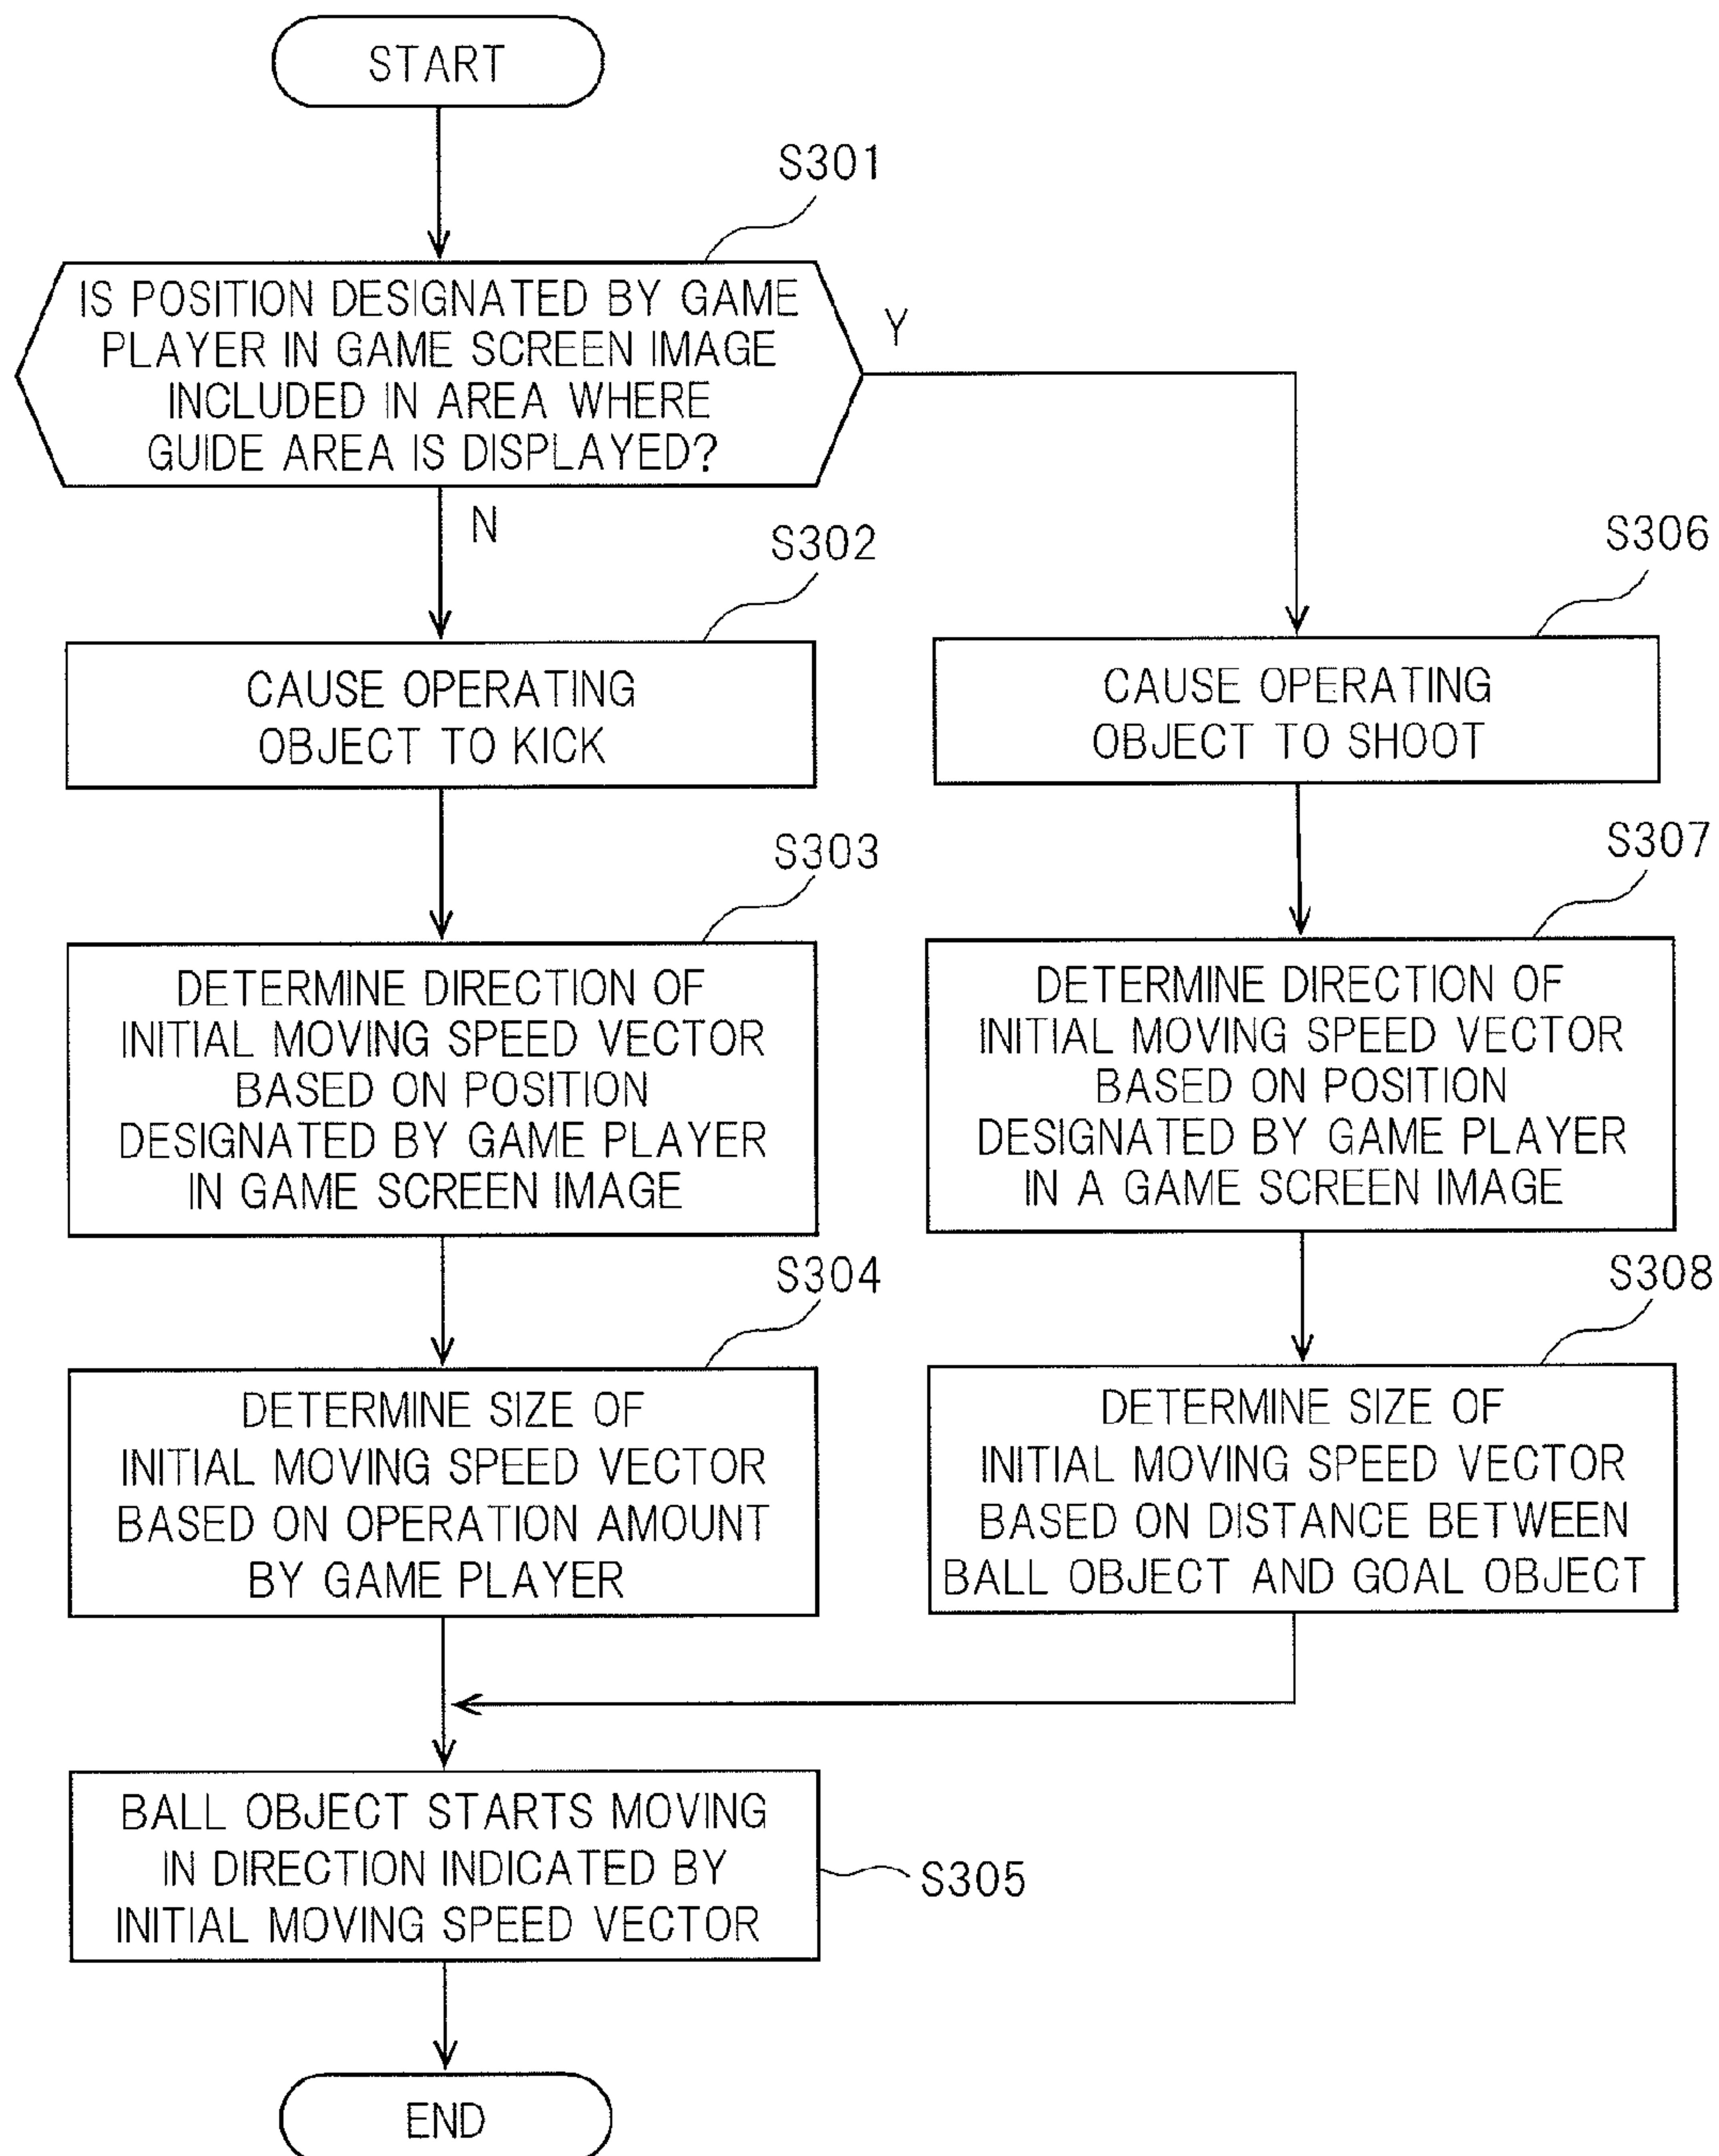 START
S301
IS POSITION DESIGNATED BY GAME
PLAYER IN GAME SCREEN IMAGE
INCLUDED IN AREA WHERE
GUIDE AREA IS DISPLAYED?
Y
N
S302
CAUSE OPERATING
OBJECT TO KICK
S306
CAUSE OPERATING
OBJECT TO SHOOT
S303
DETERMINE DIRECTION OF
INITIAL MOVING SPEED VECTOR
BASED ON POSITION
DESIGNATED BY GAME PLAYER
IN GAME SCREEN IMAGE
S307
DETERMINE DIRECTION OF
INITIAL MOVING SPEED VECTOR
BASED ON POSITION
DESIGNATED BY GAME PLAYER
IN A GAME SCREEN IMAGE
S304
DETERMINE SIZE OF
INITIAL MOVING SPEED VECTOR
BASED ON OPERATION AMOUNT
BY GAME PLAYER
S308
DETERMINE SIZE OF
INITIAL MOVING SPEED VECTOR
BASED ON DISTANCE BETWEEN
BALL OBJECT AND GOAL OBJECT
BALL OBJECT STARTS MOVING
IN DIRECTION INDICATED BY
INITIAL MOVING SPEED VECTOR
S305
END